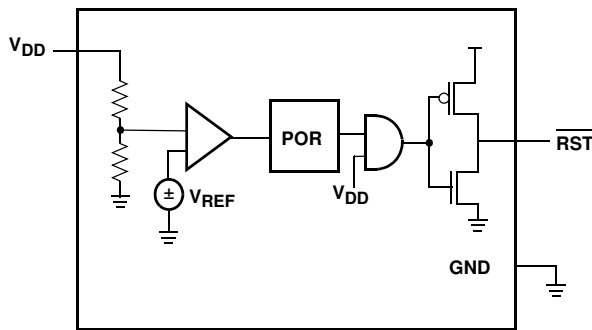 VDD
POR
RST
±
VREF
VDD
GND